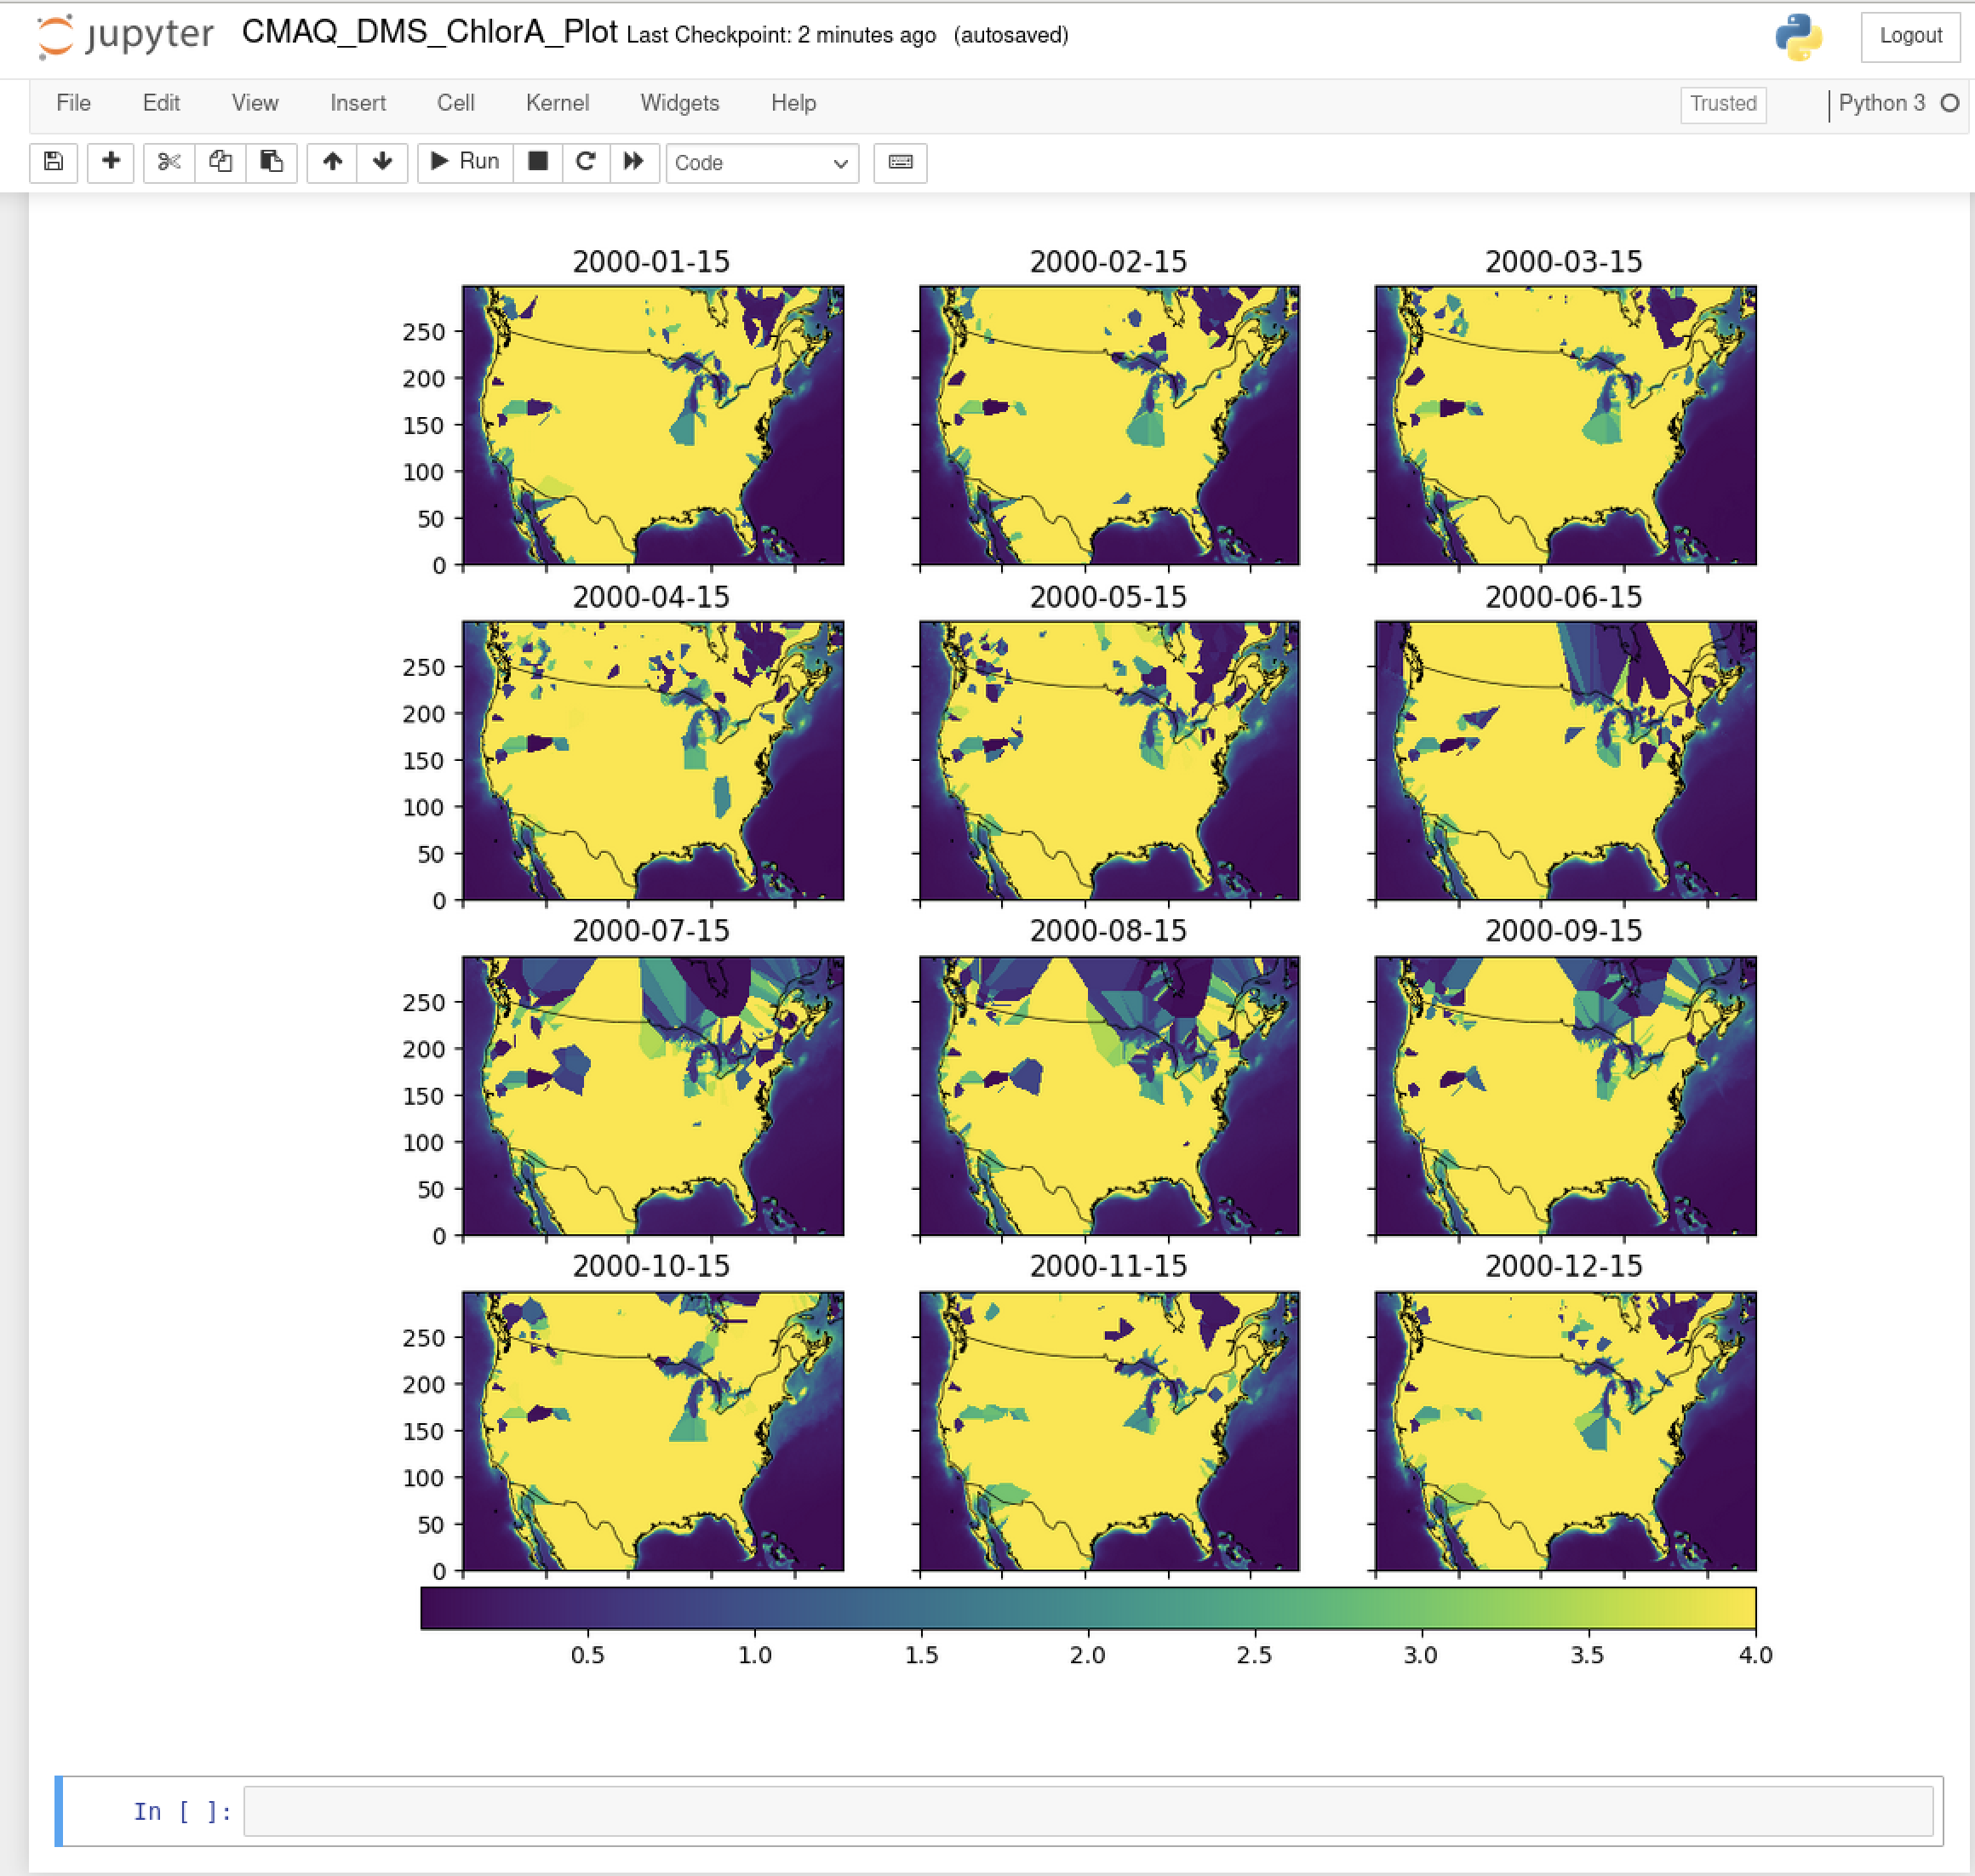 jupyter CMAQ_DMS_ChlorA_Plot Last Checkpoint: 2 minutes ago (autosaved) Logout
File Edit View Insert Cell Kernel Widgets Help Trusted Python 3
Run Code
2000-01-15 2000-02-15 2000-03-15
250
200
150
100
50
0
2000-04-15 2000-05-15 2000-06-15
250
200
150
100
50
0
2000-07-15 2000-08-15 2000-09-15
250
200
150
100
50
0
2000-10-15 2000-11-15 2000-12-15
250
200
150
100
50
0
0.5 1.0 1.5 2.0 2.5 3.0 3.5 4.0
In [ ]: